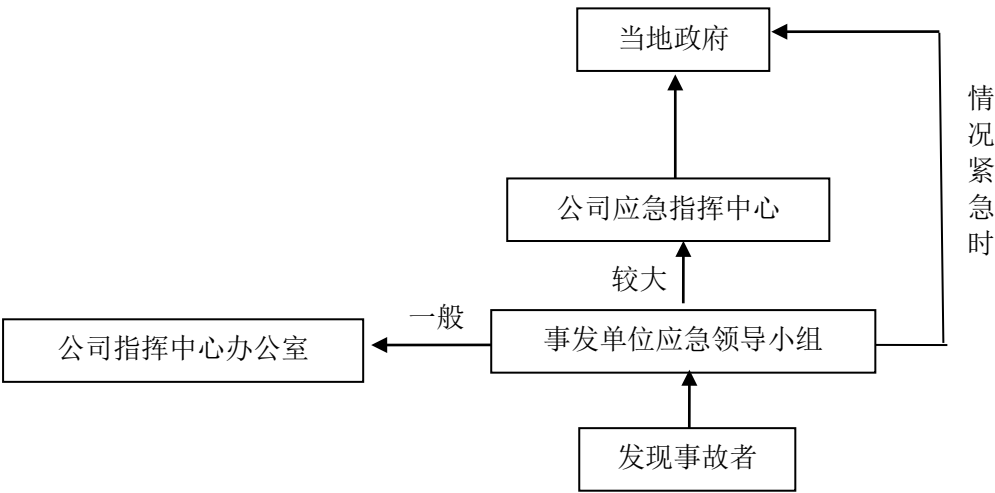 当地政府
情况紧急时
公司应急指挥中心
较大
一般
事发单位应急领导小组
公司指挥中心办公室
发现事故者